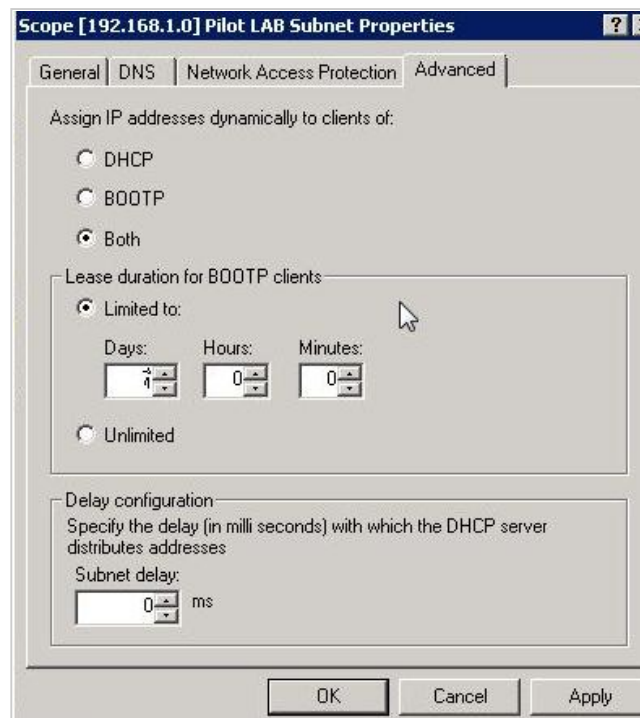 Scope [192.168.1.0] Pilot LAB Subnet Properties
General
DNS
Network Access Protection
Advanced
Assign IP addresses dynamically to clients of:
DHCP
BOOTP
Both
Lease duration for BOOTP clients
Limited to:
Days: Hours: Minutes:
0 0
Unlimited
Delay configuration
Specify the delay (in milli seconds) with which the DHCP server
distributes addresses
Subnet delay:
0 ms
OK Cancel Apply